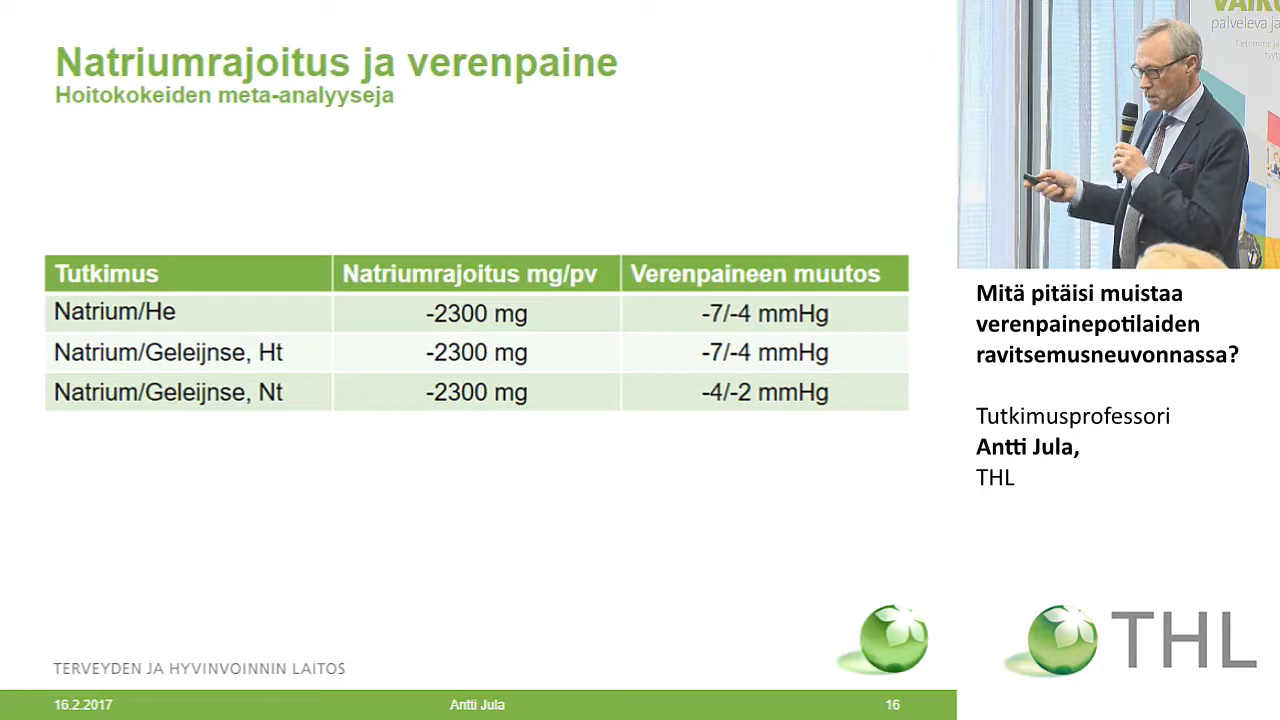 Natriumrajoitus ja verenpaine
Hoitokokeiden meta-analyyseja
Tutkimus Natriumrajoitus mg/pv Verenpaineen muutos
Natrium/He -2300 mg -7/-4 mmHg
Natrium/Geleijnse, Ht -2300 mg -7/-4 mmHg
Natrium/Geleijnse, Nt -2300 mg -4/-2 mmHg
TERVEYDEN JA HYVINVOINNIN LAITOS
16.2.2017 Antti Jula 16
palveleva ja
Mitä pitäisi muistaa
verenpainepotilaiden
ravitsemusneuvonnassa?
Tutkimusprofessori
Antti Jula,
THL
THL